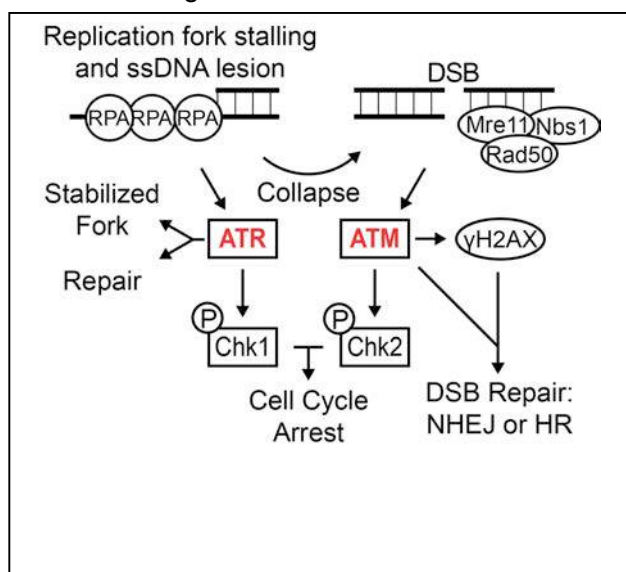 Replication fork stalling
and ssDNA lesion
DSB
RPA RPA RPA
Mre11 Nbs1
Rad50
Collapse
Stabilized
Fork
Repair
ATR
ATM
γH2AX
P
Chk1
P
Chk2
Cell Cycle
Arrest
DSB Repair:
NHEJ or HR